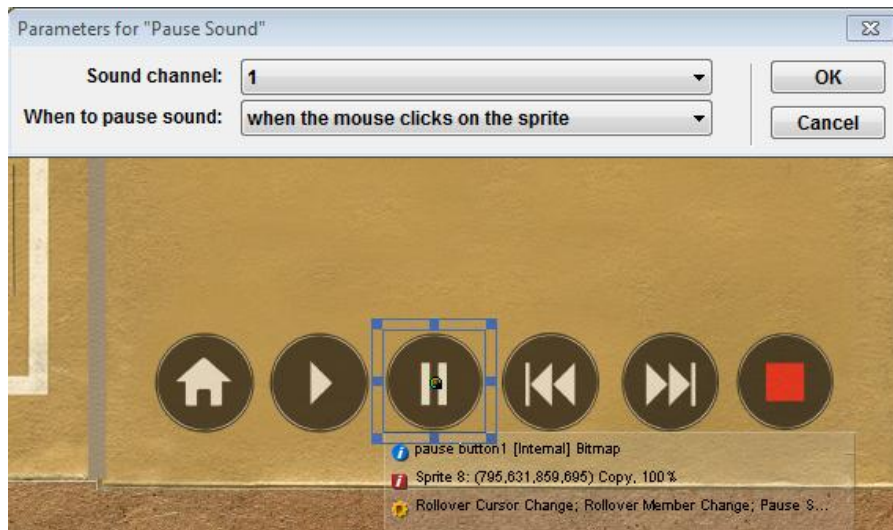 Parameters for "Pause Sound"
Sound channel: 1 OK
When to pause sound: when the mouse clicks on the sprite Cancel
pause button1 [Internal] Bitmap
Sprite 8: (795,631,859,695) Copy, 100%
Rollover Cursor Change; Rollover Member Change; Pause S...